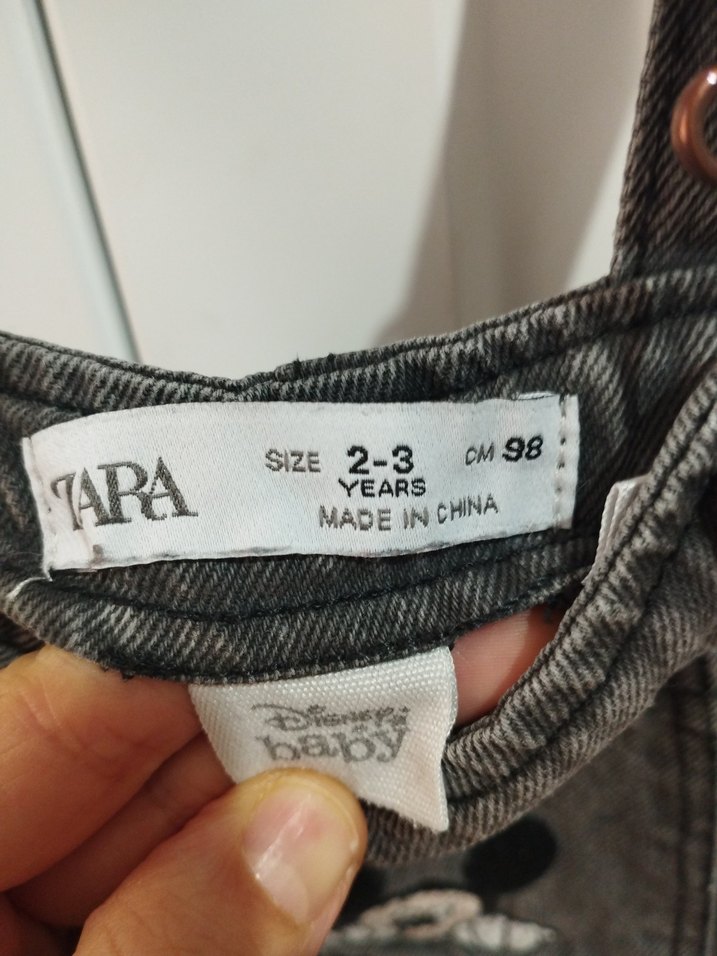 ZARA
SIZE 2-3 CM 98
YEARS
MADE IN CHINA
Disney
baby